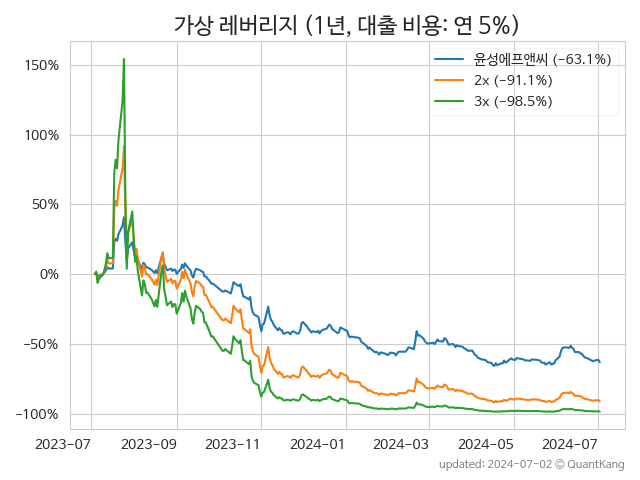 가상 레버리지 (1년, 대출 비용: 연 5%)
윤성에프앤씨 (−63.1%)
2x (−91.1%)
3x (−98.5%)
150%
100%
50%
0%
−50%
−100%
2023-07 2023-09 2023-11 2024-01 2024-03 2024-05 2024-07
updated: 2024-07-02 © QuantKang